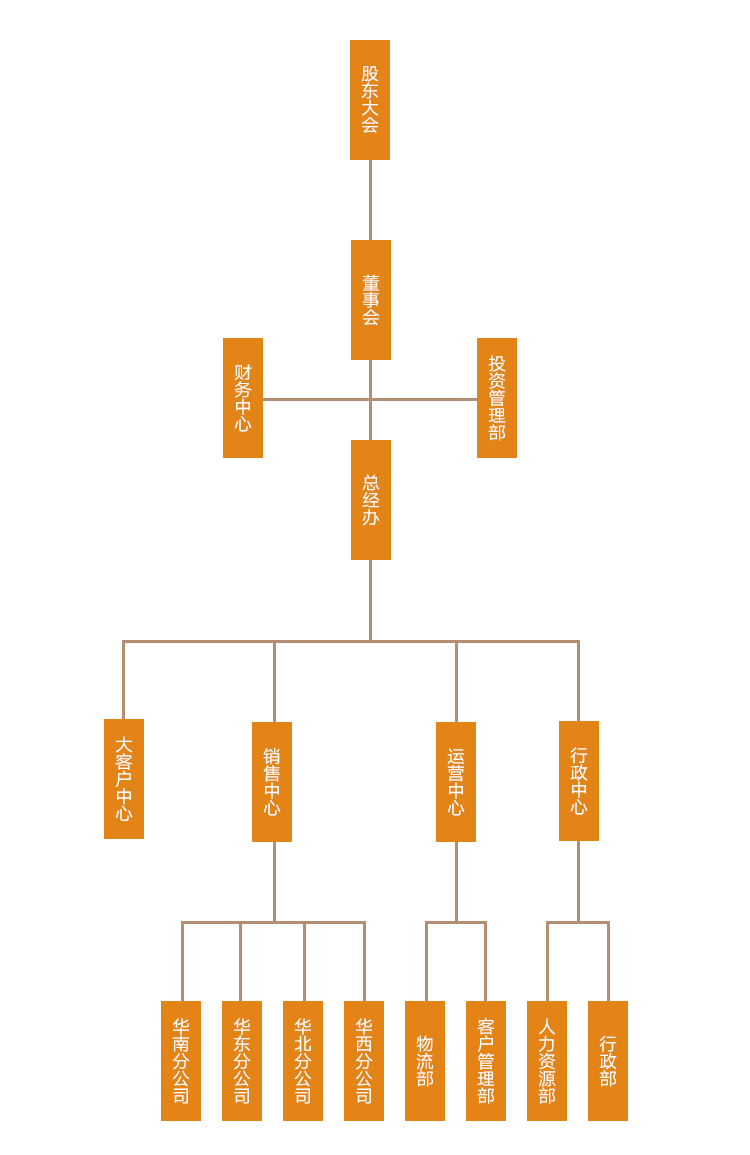 股东大会
董事会
财务中心
投资管理部
总经办
大客户中心
销售中心
运营中心
行政中心
华南分公司
华东分公司
华北分公司
华西分公司
物流部
客户管理部
人力资源部
行政部